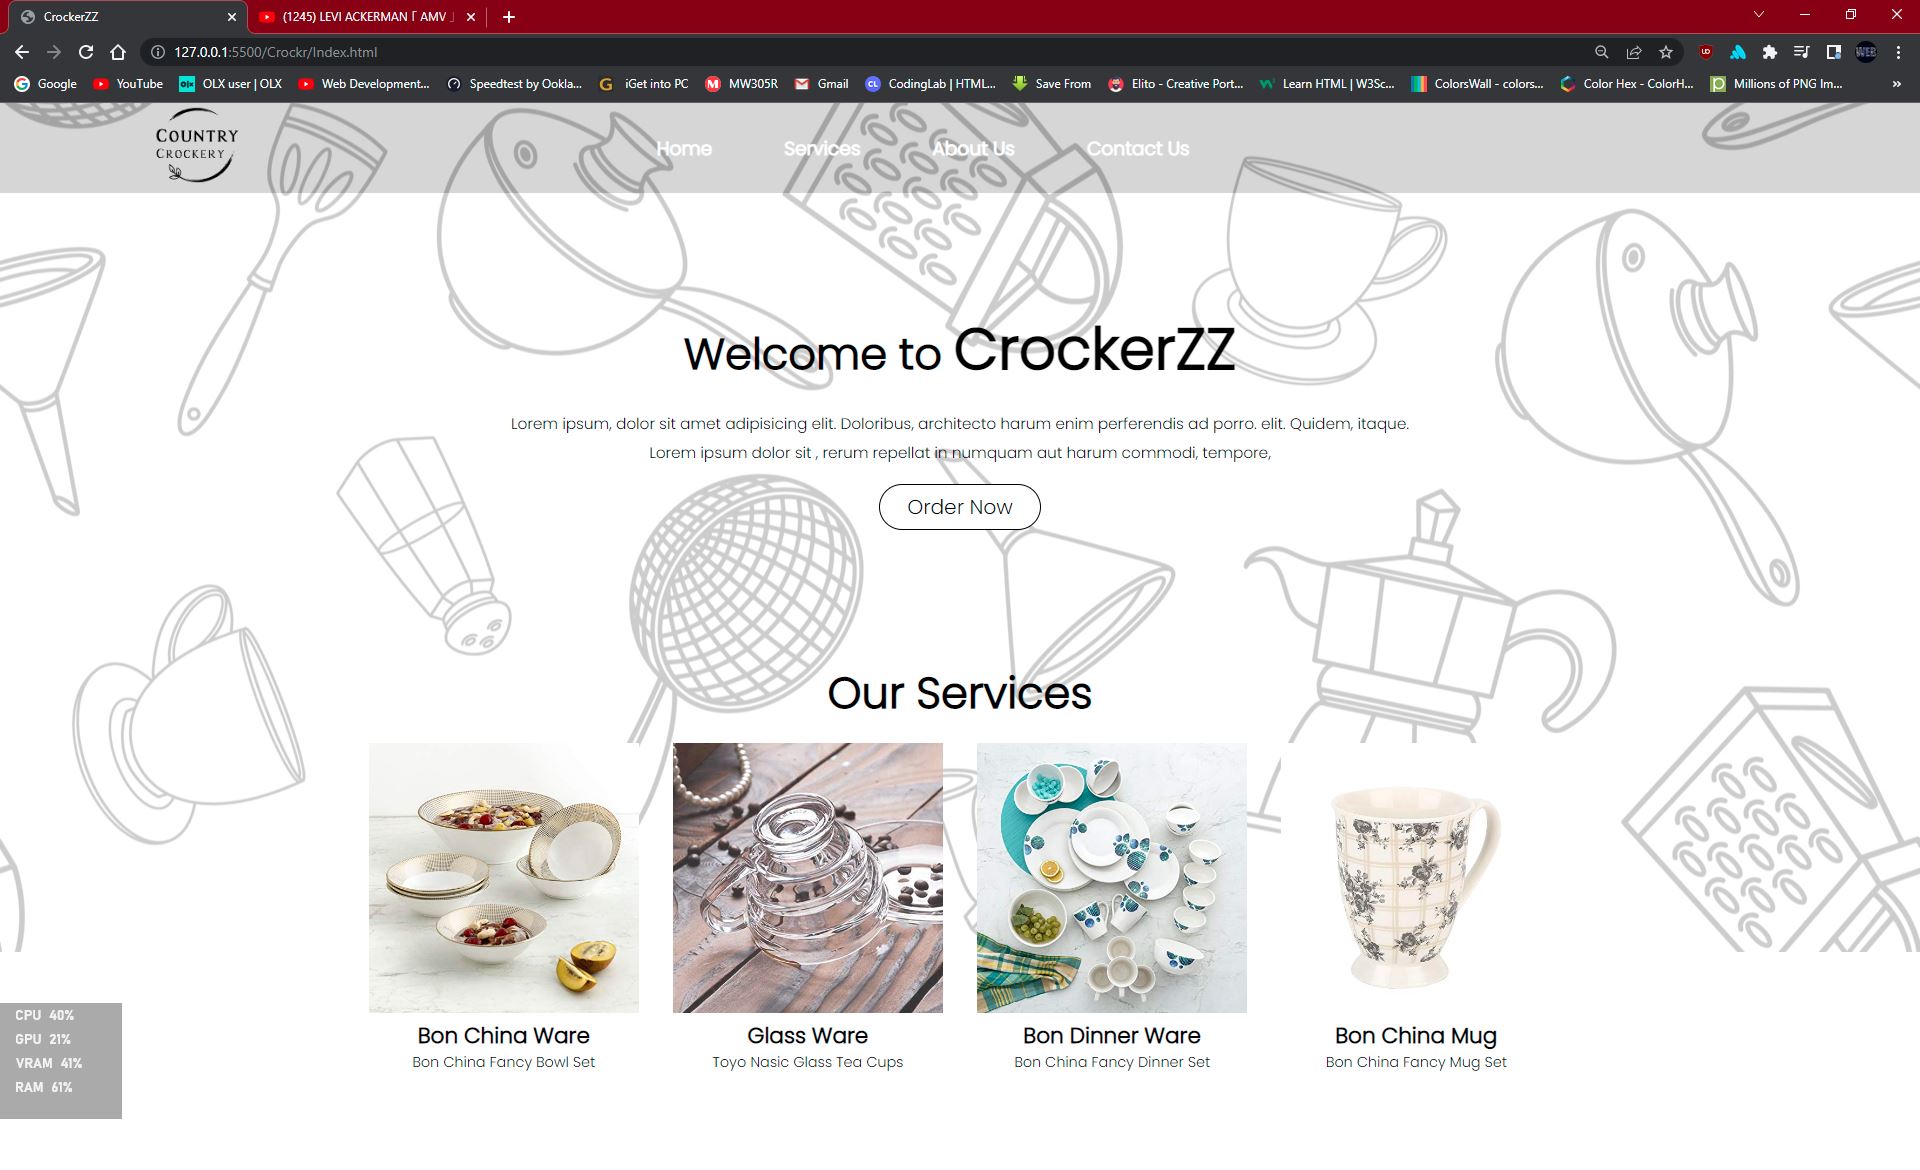 CrockerZZ
(1245) LEVI ACKERMAN「 AMV 」
127.0.0.1:5500/Crockr/Index.html
Google YouTube OLX user | OLX Web Development... Speedtest by Ookla... iGet into PC MW305R Gmail CodingLab | HTML... Save From Elito - Creative Port... Learn HTML | W3Sc... ColorsWall - colors... Color Hex - ColorH... Millions of PNG Im... »
COUNTRY
CROCKERY
Home Services About Us Contact Us
Welcome to CrockerZZ
Lorem ipsum, dolor sit amet adipisicing elit. Doloribus, architecto harum enim perferendis ad porro. elit. Quidem, itaque.
Lorem ipsum dolor sit , rerum repellat in numquam aut harum commodi, tempore,
Order Now
Our Services
Bon China Ware
Bon China Fancy Bowl Set
Glass Ware
Toyo Nasic Glass Tea Cups
Bon Dinner Ware
Bon China Fancy Dinner Set
Bon China Mug
Bon China Fancy Mug Set
CPU 40%
GPU 21%
VRAM 41%
RAM 61%